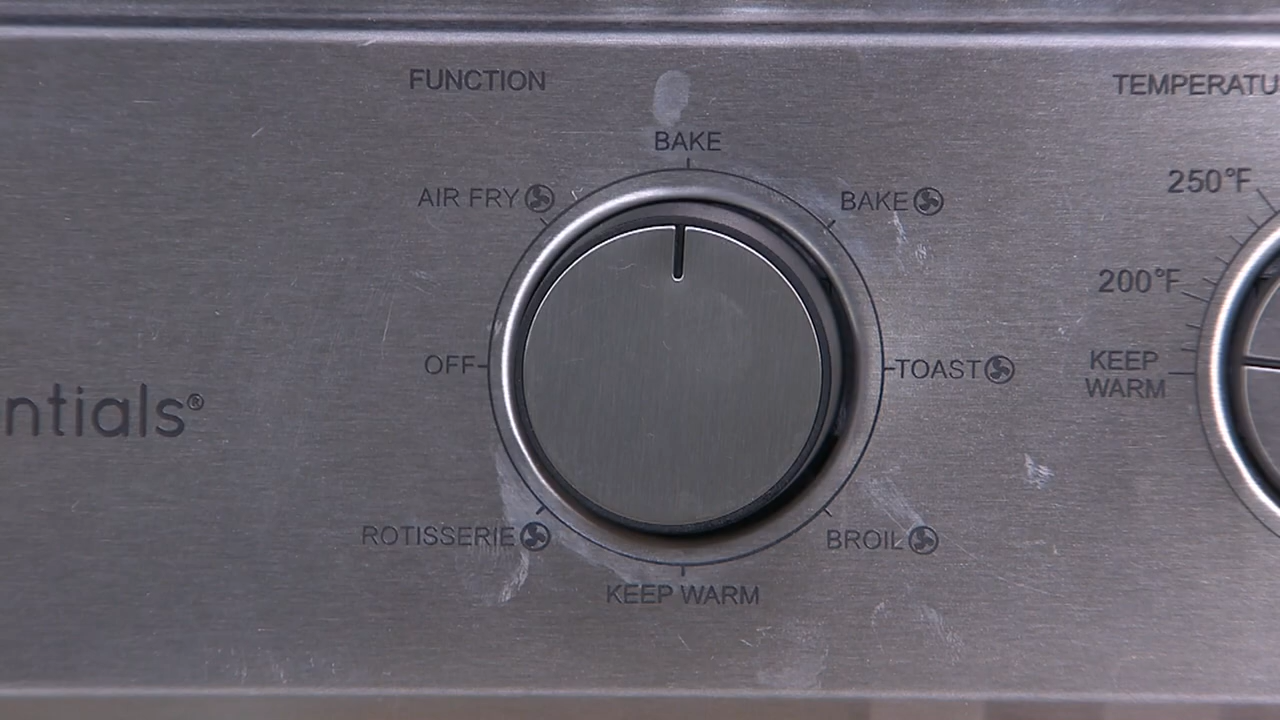 FUNCTION
TEMPERATU
BAKE
AIR FRY
BAKE
250°F
200°F
OFF
TOAST
KEEP
WARM
ntials®
ROTISSERIE
BROIL
KEEP WARM